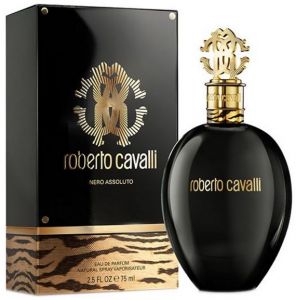 roberto cavalli
NERO ASSOLUTO
EAU DE PARFUM
NATURAL SPRAY VAPORISATEUR
2.5 FL OZ ℮ 75 ml
roberto cavalli